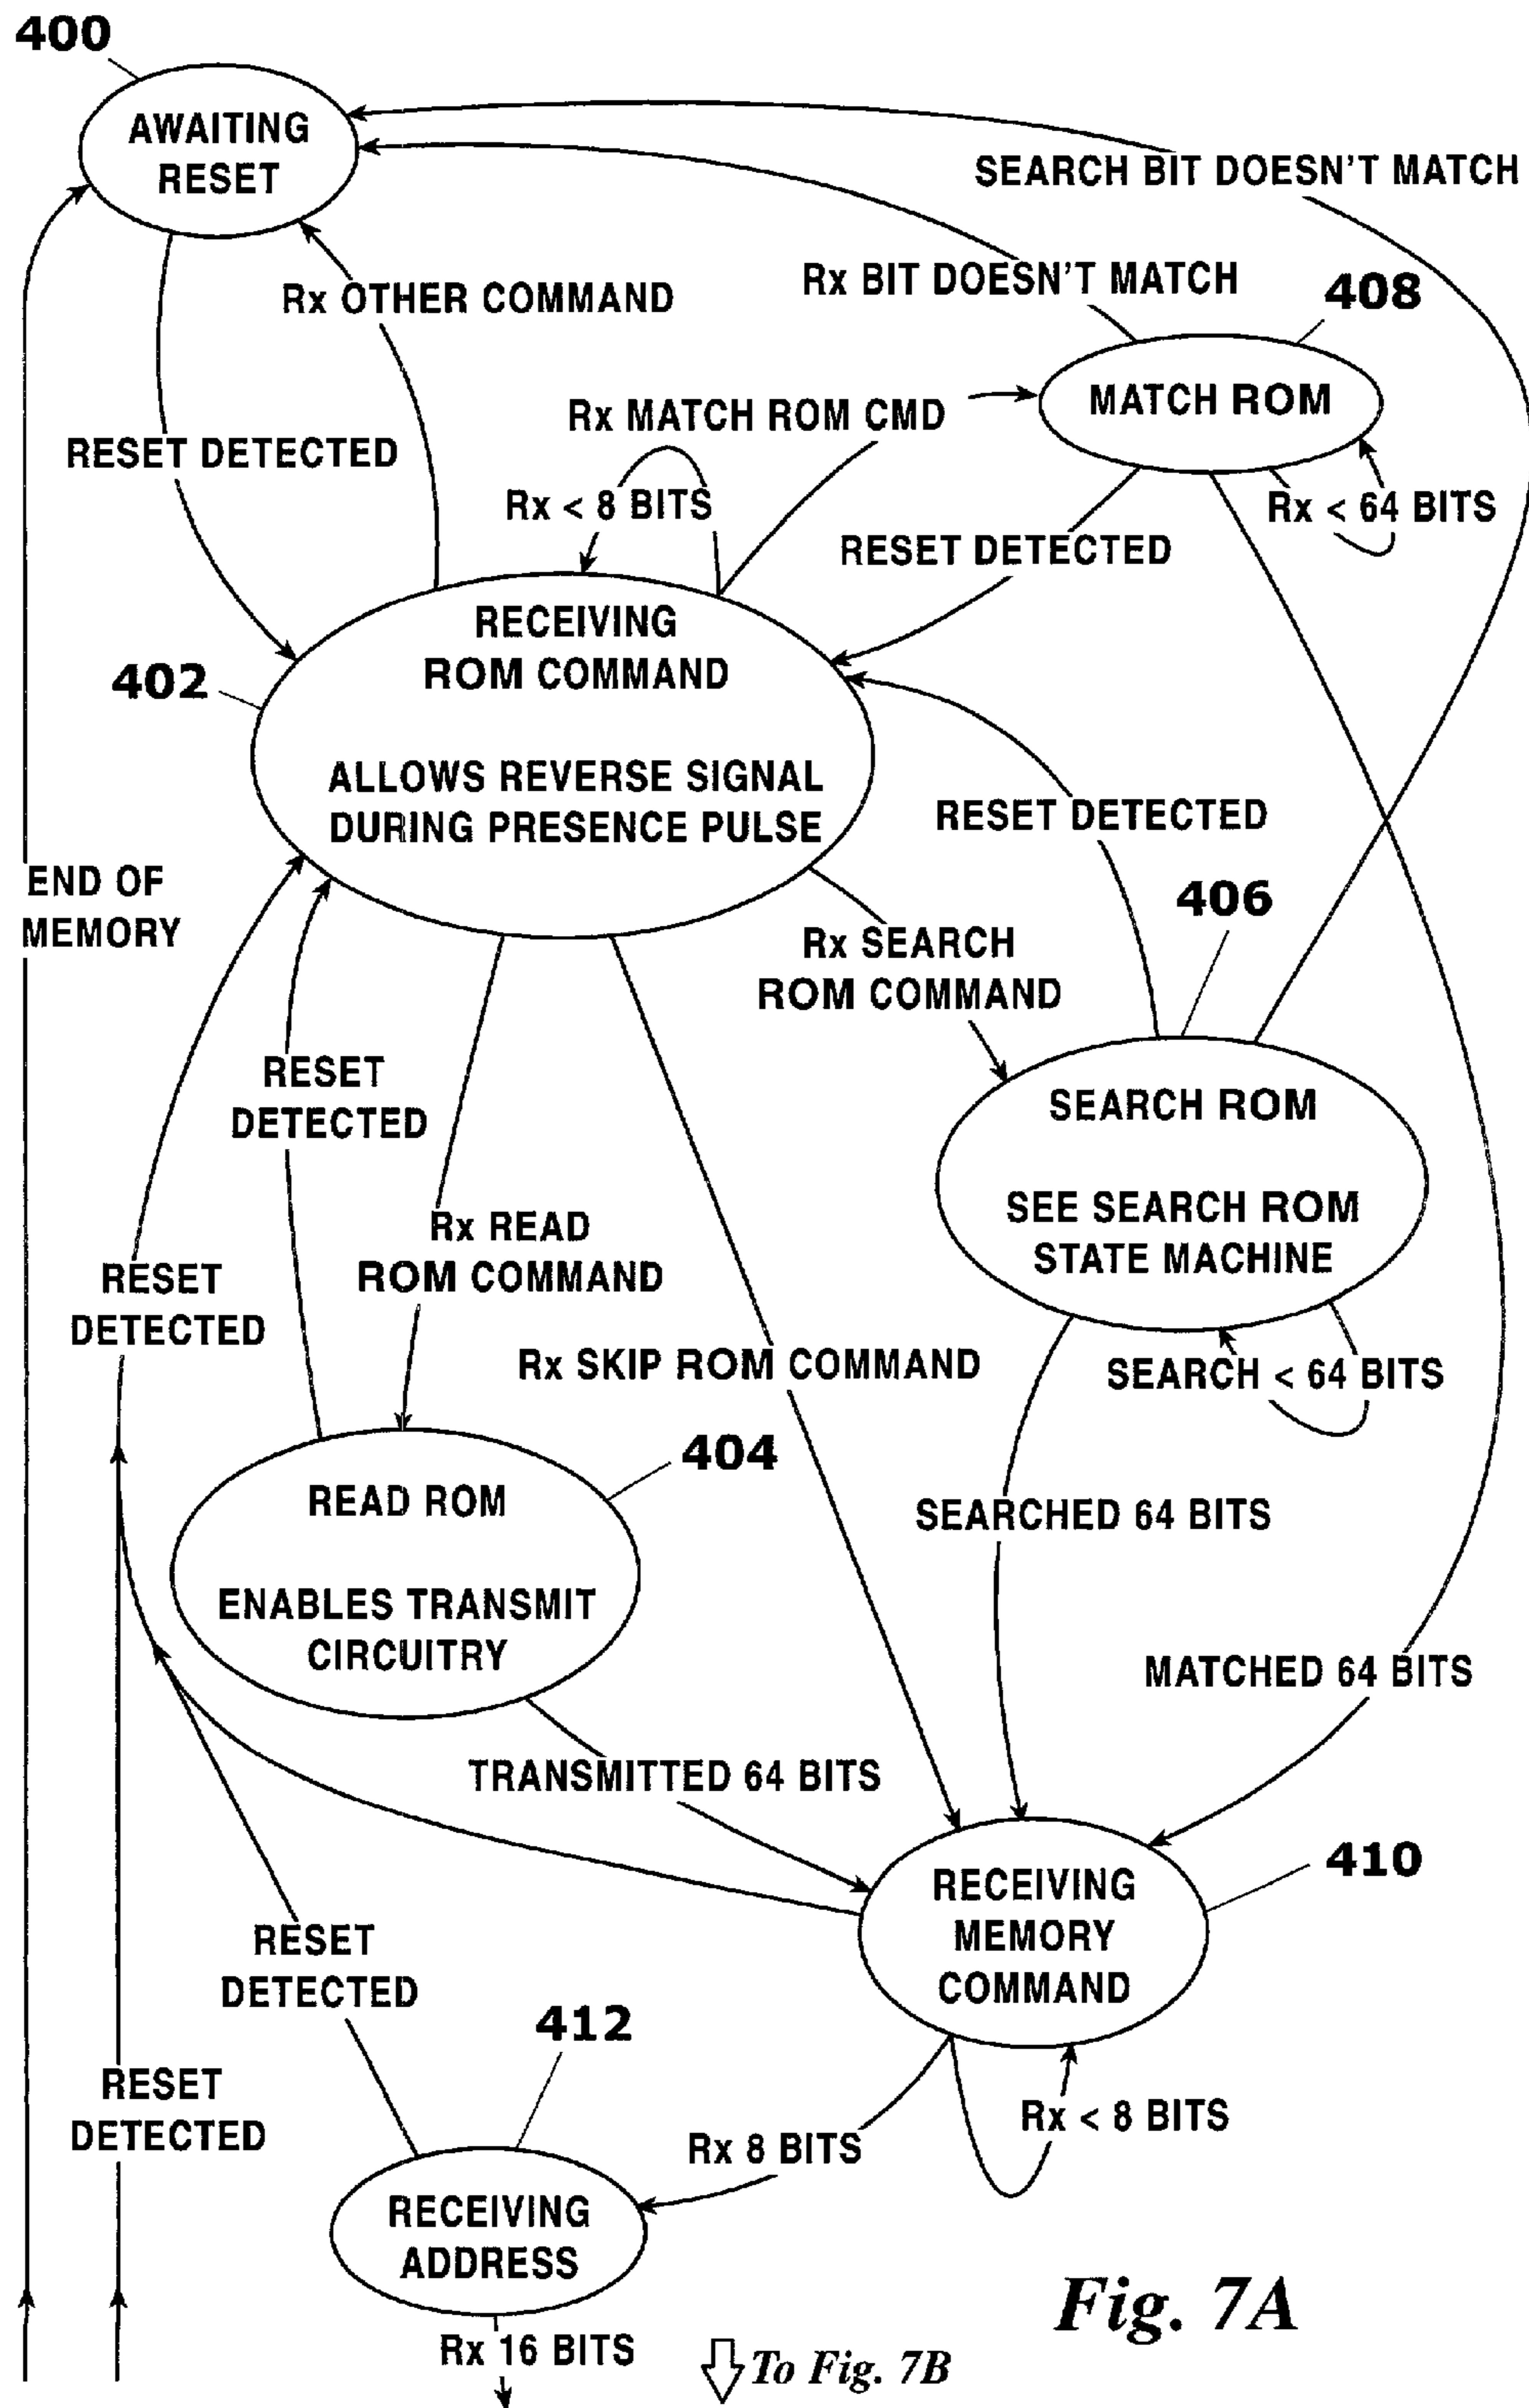 400
AWAITING
RESET
SEARCH BIT DOESN'T MATCH
Rx BIT DOESN'T MATCH
408
Rx OTHER COMMAND
MATCH ROM
Rx MATCH ROM CMD
RESET DETECTED
Rx < 8 BITS
Rx < 64 BITS
RESET DETECTED
RECEIVING
ROM COMMAND
402
ALLOWS REVERSE SIGNAL
DURING PRESENCE PULSE
RESET DETECTED
END OF
MEMORY
406
Rx SEARCH
ROM COMMAND
RESET
DETECTED
SEARCH ROM
SEE SEARCH ROM
STATE MACHINE
Rx READ
ROM COMMAND
RESET
DETECTED
Rx SKIP ROM COMMAND
SEARCH < 64 BITS
404
READ ROM
SEARCHED 64 BITS
ENABLES TRANSMIT
CIRCUITRY
MATCHED 64 BITS
TRANSMITTED 64 BITS
410
RECEIVING
MEMORY
COMMAND
RESET
DETECTED
412
RESET
DETECTED
Rx < 8 BITS
Rx 8 BITS
RECEIVING
ADDRESS
Fig. 7A
Rx 16 BITS
To Fig. 7B